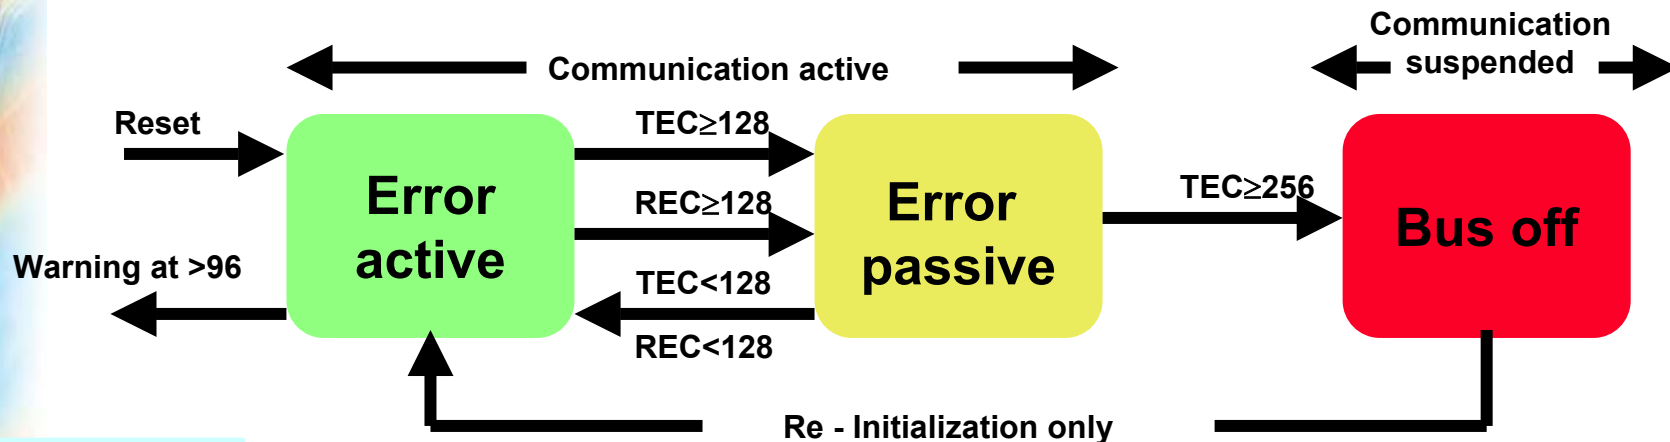 Communication
suspended
Communication active
Reset
TEC≥128
Error
active
REC≥128
Error
passive
TEC≥256
Bus off
Warning at >96
TEC<128
REC<128
Re - Initialization only